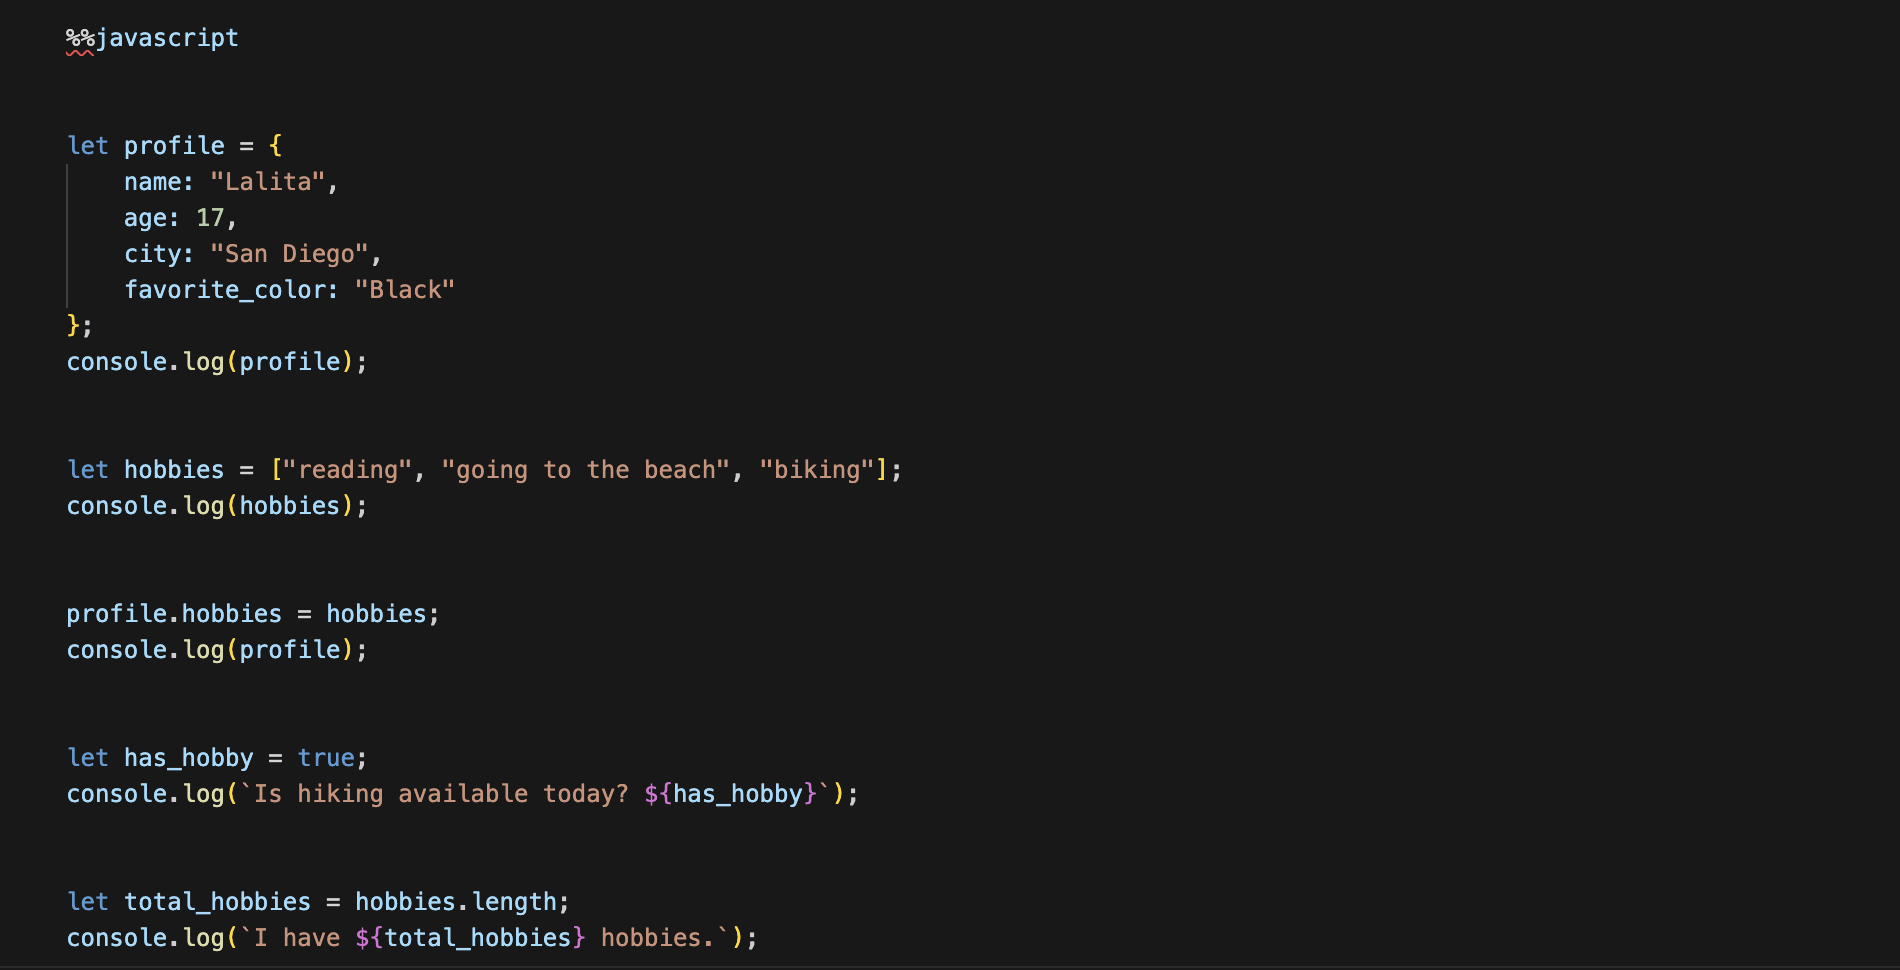 %%javascript
let profile = {
    name: "Lalita",
    age: 17,
    city: "San Diego",
    favorite_color: "Black"
};
console.log(profile);
let hobbies = ["reading", "going to the beach", "biking"];
console.log(hobbies);
profile.hobbies = hobbies;
console.log(profile);
let has_hobby = true;
console.log(`Is hiking available today? ${has_hobby}`);
let total_hobbies = hobbies.length;
console.log(`I have ${total_hobbies} hobbies.`);